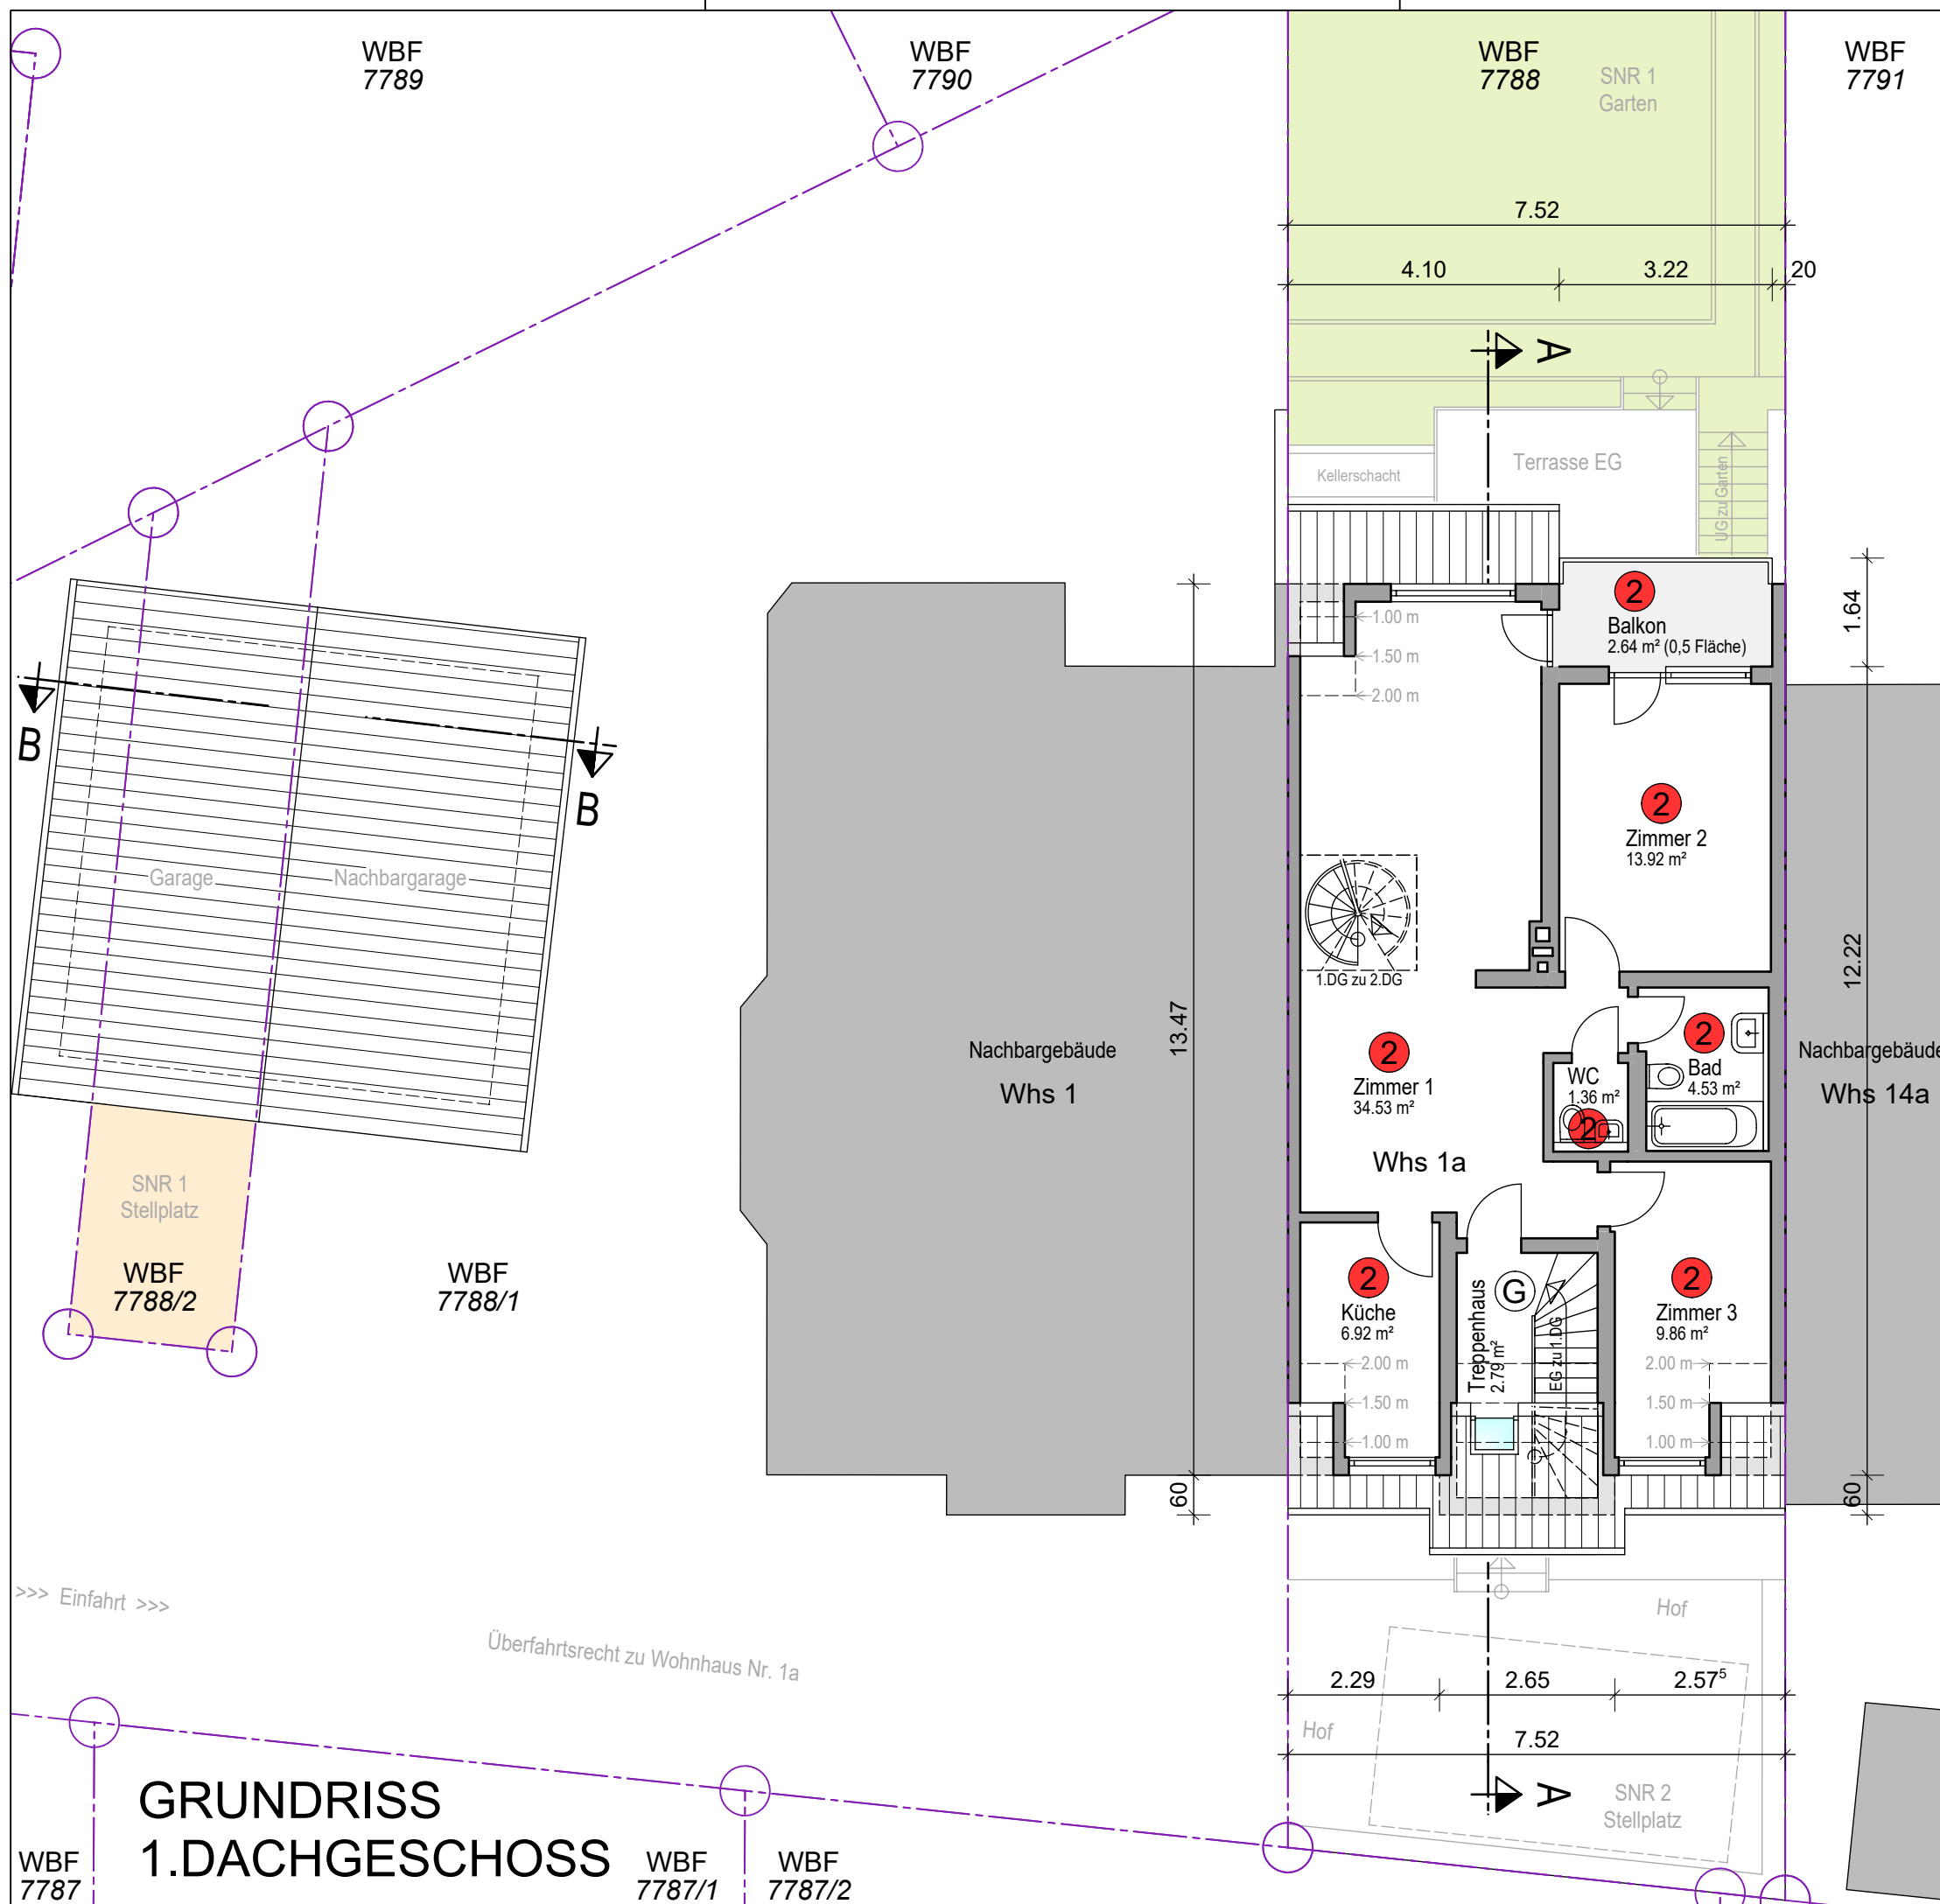 WBF
7789
WBF
7790
WBF
7788
SNR 1
Garten
WBF
7791
7.52
4.10
3.22
20
A
Kellerschacht
Terrasse EG
UG zu Garten
1.00 m
1.50 m
2.00 m
2
Balkon
2.64 m² (0,5 Fläche)
1.64
B
B
Garage
Nachbargarage
2
Zimmer 2
13.92 m²
1.DG zu 2.DG
12.22
13.47
Nachbargebäude
Whs 1
2
Zimmer 1
34.53 m²
Whs 1a
WC
1.36 m²
2
2
Bad
4.53 m²
Nachbargebäude
Whs 14a
SNR 1
Stellplatz
WBF
7788/2
WBF
7788/1
2
Küche
6.92 m²
2.00 m
1.50 m
1.00 m
G
Treppenhaus
2.79 m²
EG zu 1.DG
2
Zimmer 3
9.86 m²
2.00 m
1.50 m
1.00 m
60
60
>>> Einfahrt >>>
Überfahrtsrecht zu Wohnhaus Nr. 1a
Hof
2.29
2.65
2.57⁵
Hof
7.52
A
SNR 2
Stellplatz
GRUNDRISS
1.DACHGESCHOSS
WBF
7787
WBF
7787/1
WBF
7787/2